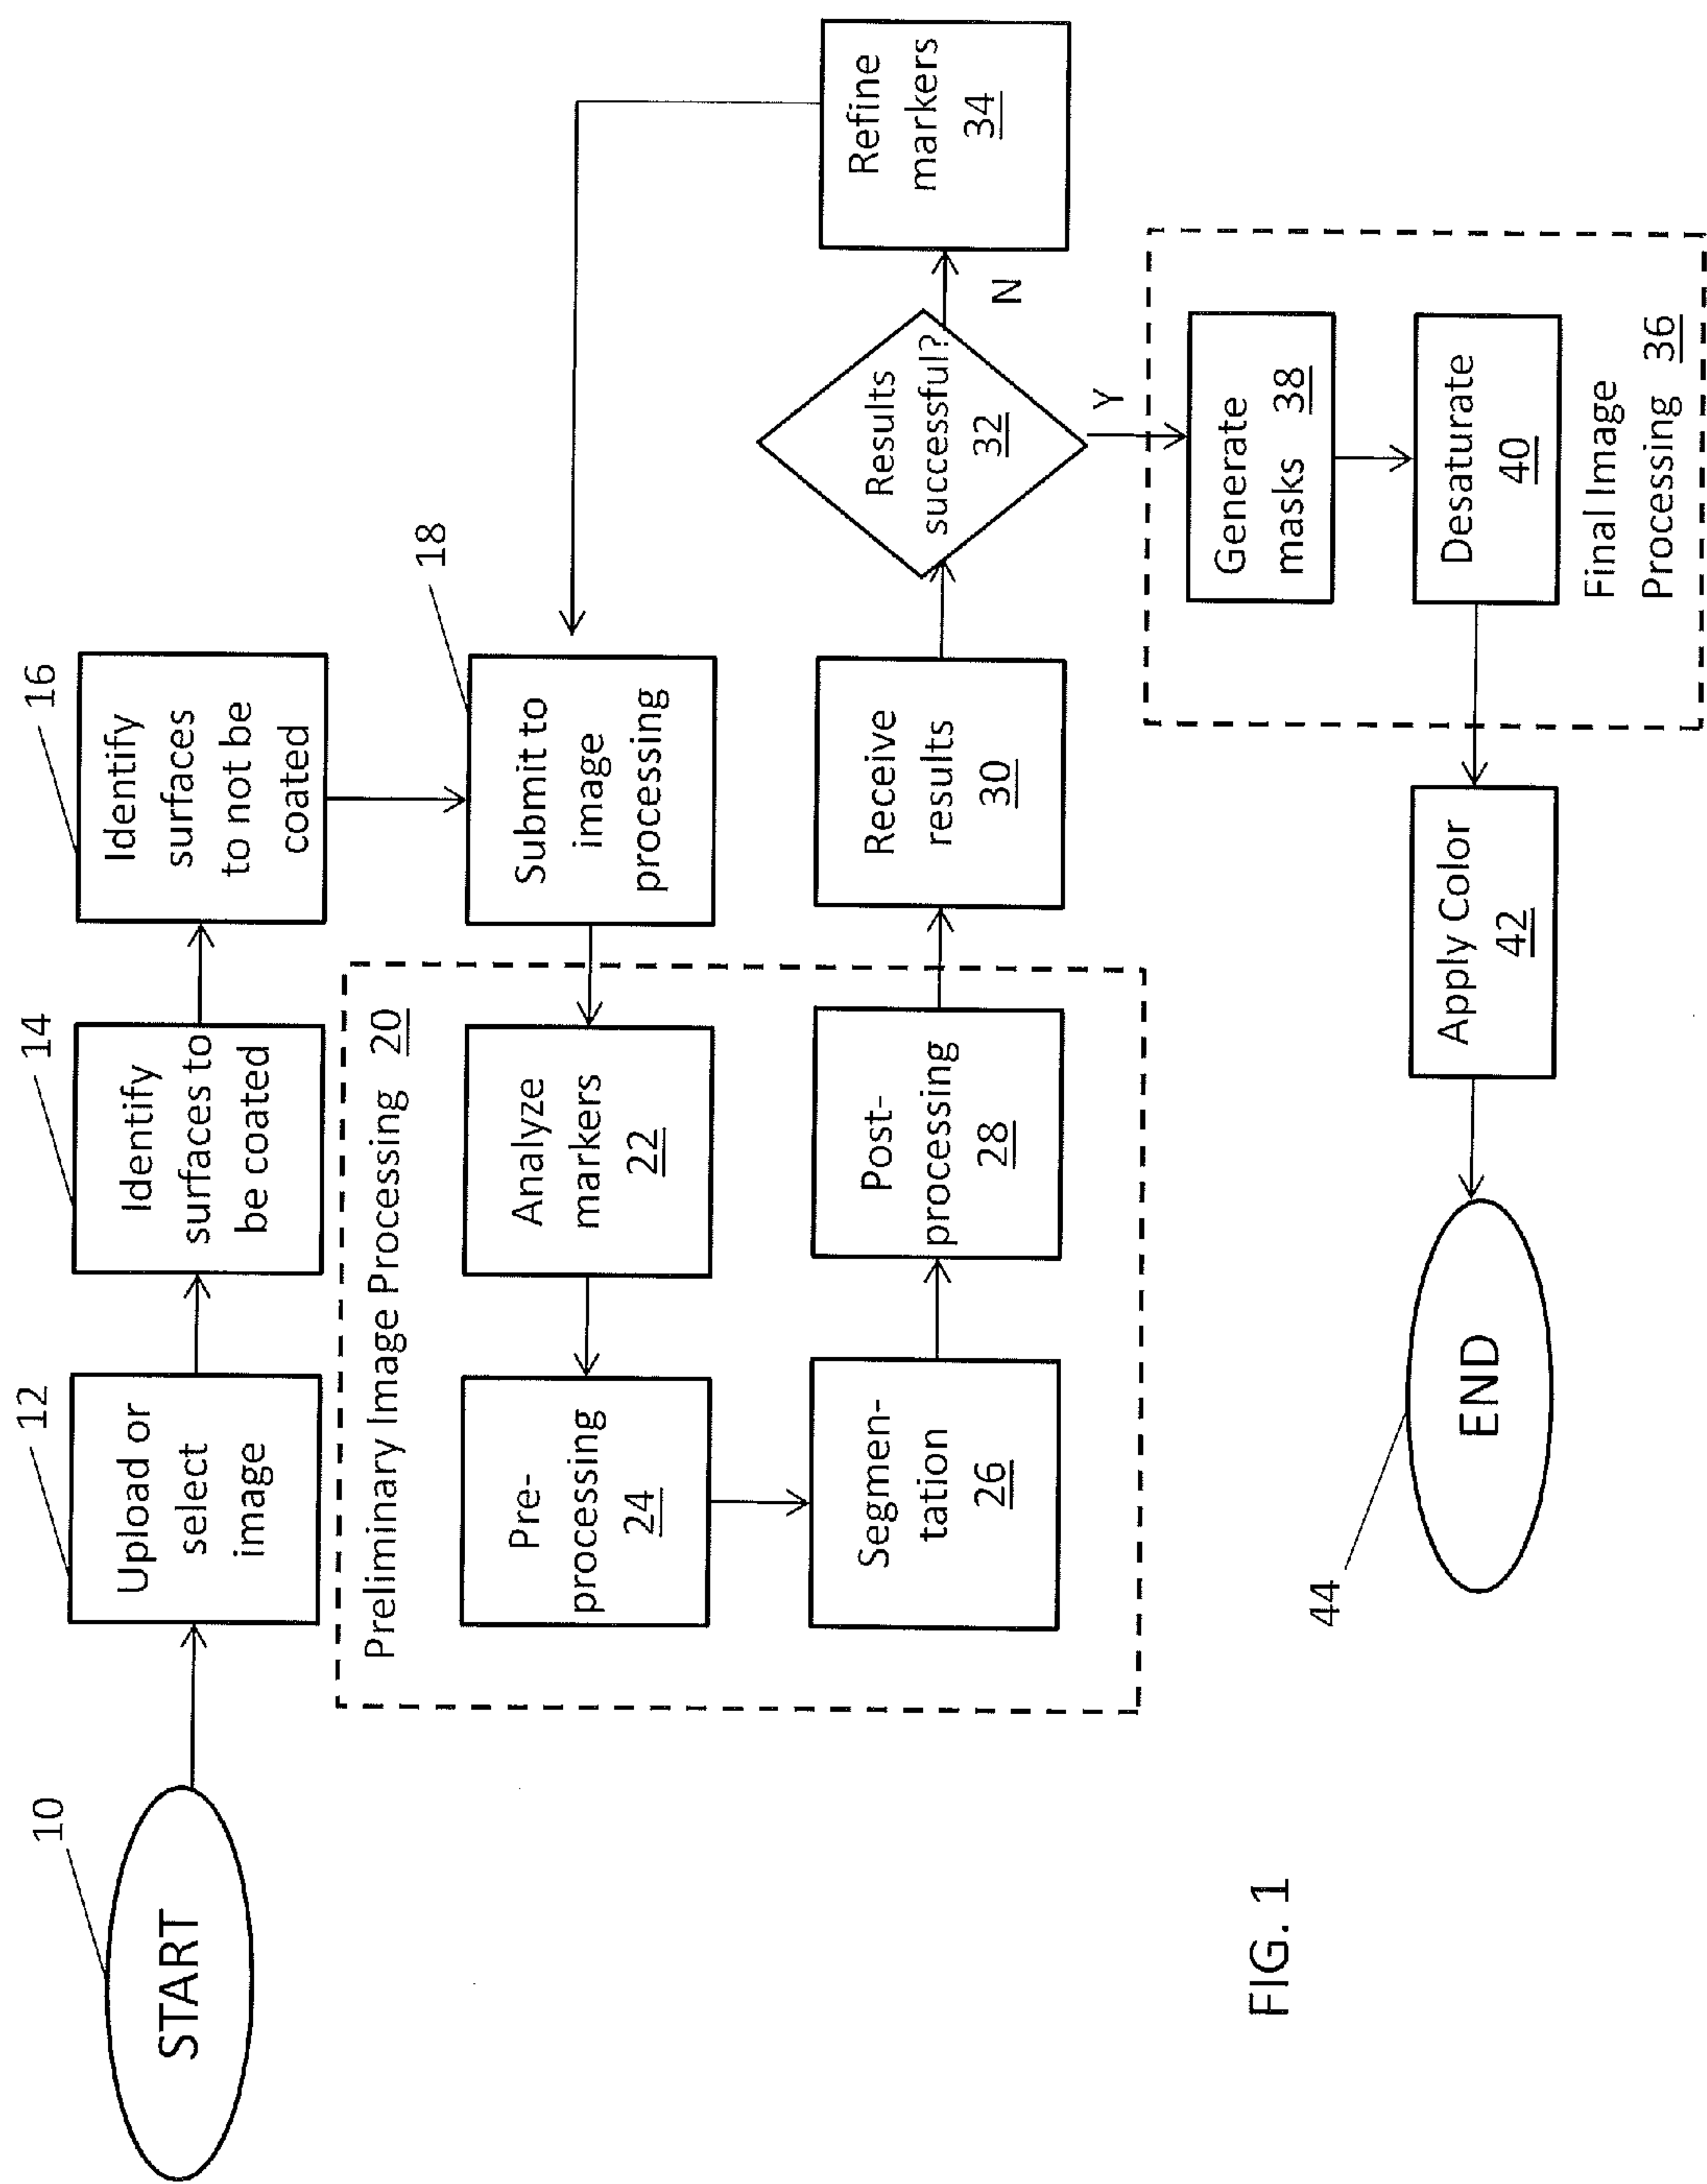 10
START
12
Upload or
select
image
14
Identify
surfaces to
be coated
16
Identify
surfaces
to not be
coated
18
Submit to
image
processing
Preliminary Image Processing 20
Analyze
markers
22
Pre-
processing
24
Segmen-
tation
26
Post-
processing
28
Receive
results
30
Results
successful?
32
N
Refine
markers
34
Y
Generate
masks 38
Desaturate
40
Final Image
Processing 36
Apply Color
42
44
END
FIG. 1